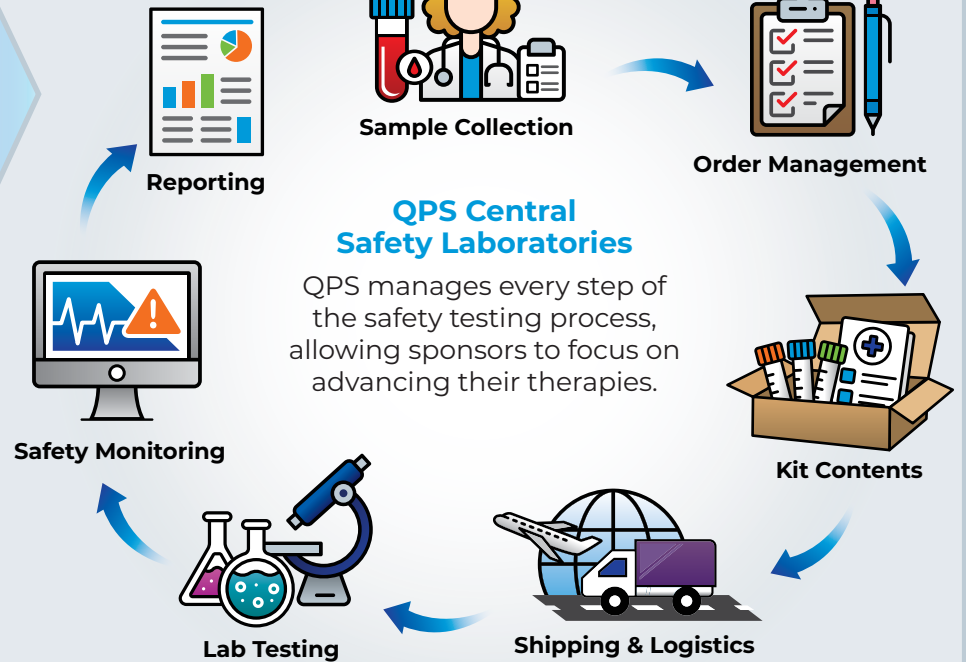 Sample Collection
Order Management
Reporting
QPS Central
Safety Laboratories
QPS manages every step of
the safety testing process,
allowing sponsors to focus on
advancing their therapies.
Safety Monitoring
Kit Contents
Lab Testing
Shipping & Logistics